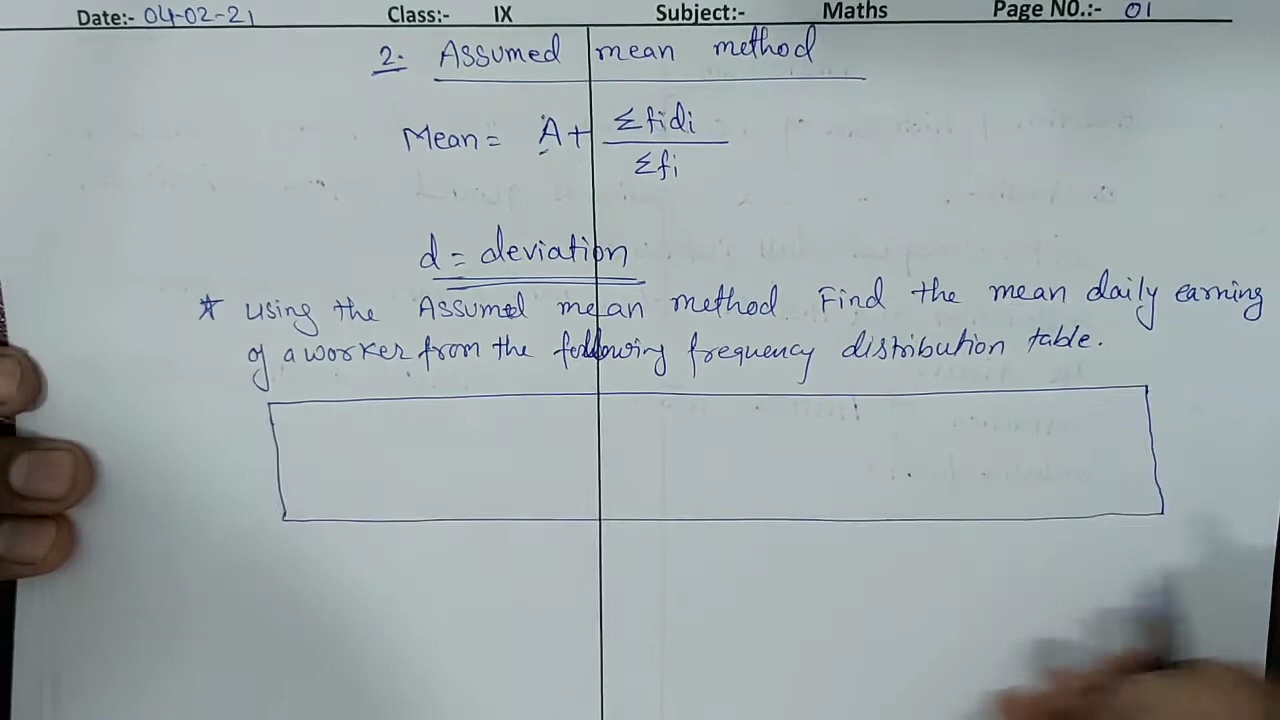 Date:- 04-02-21 Class:- IX Subject:- Maths Page NO.:- 01
2. Assumed mean method
Mean = A + Σfidi / Σfi
d = deviation
* Using the Assumed mean method. Find the mean daily earning
of a worker from the following frequency distribution table.